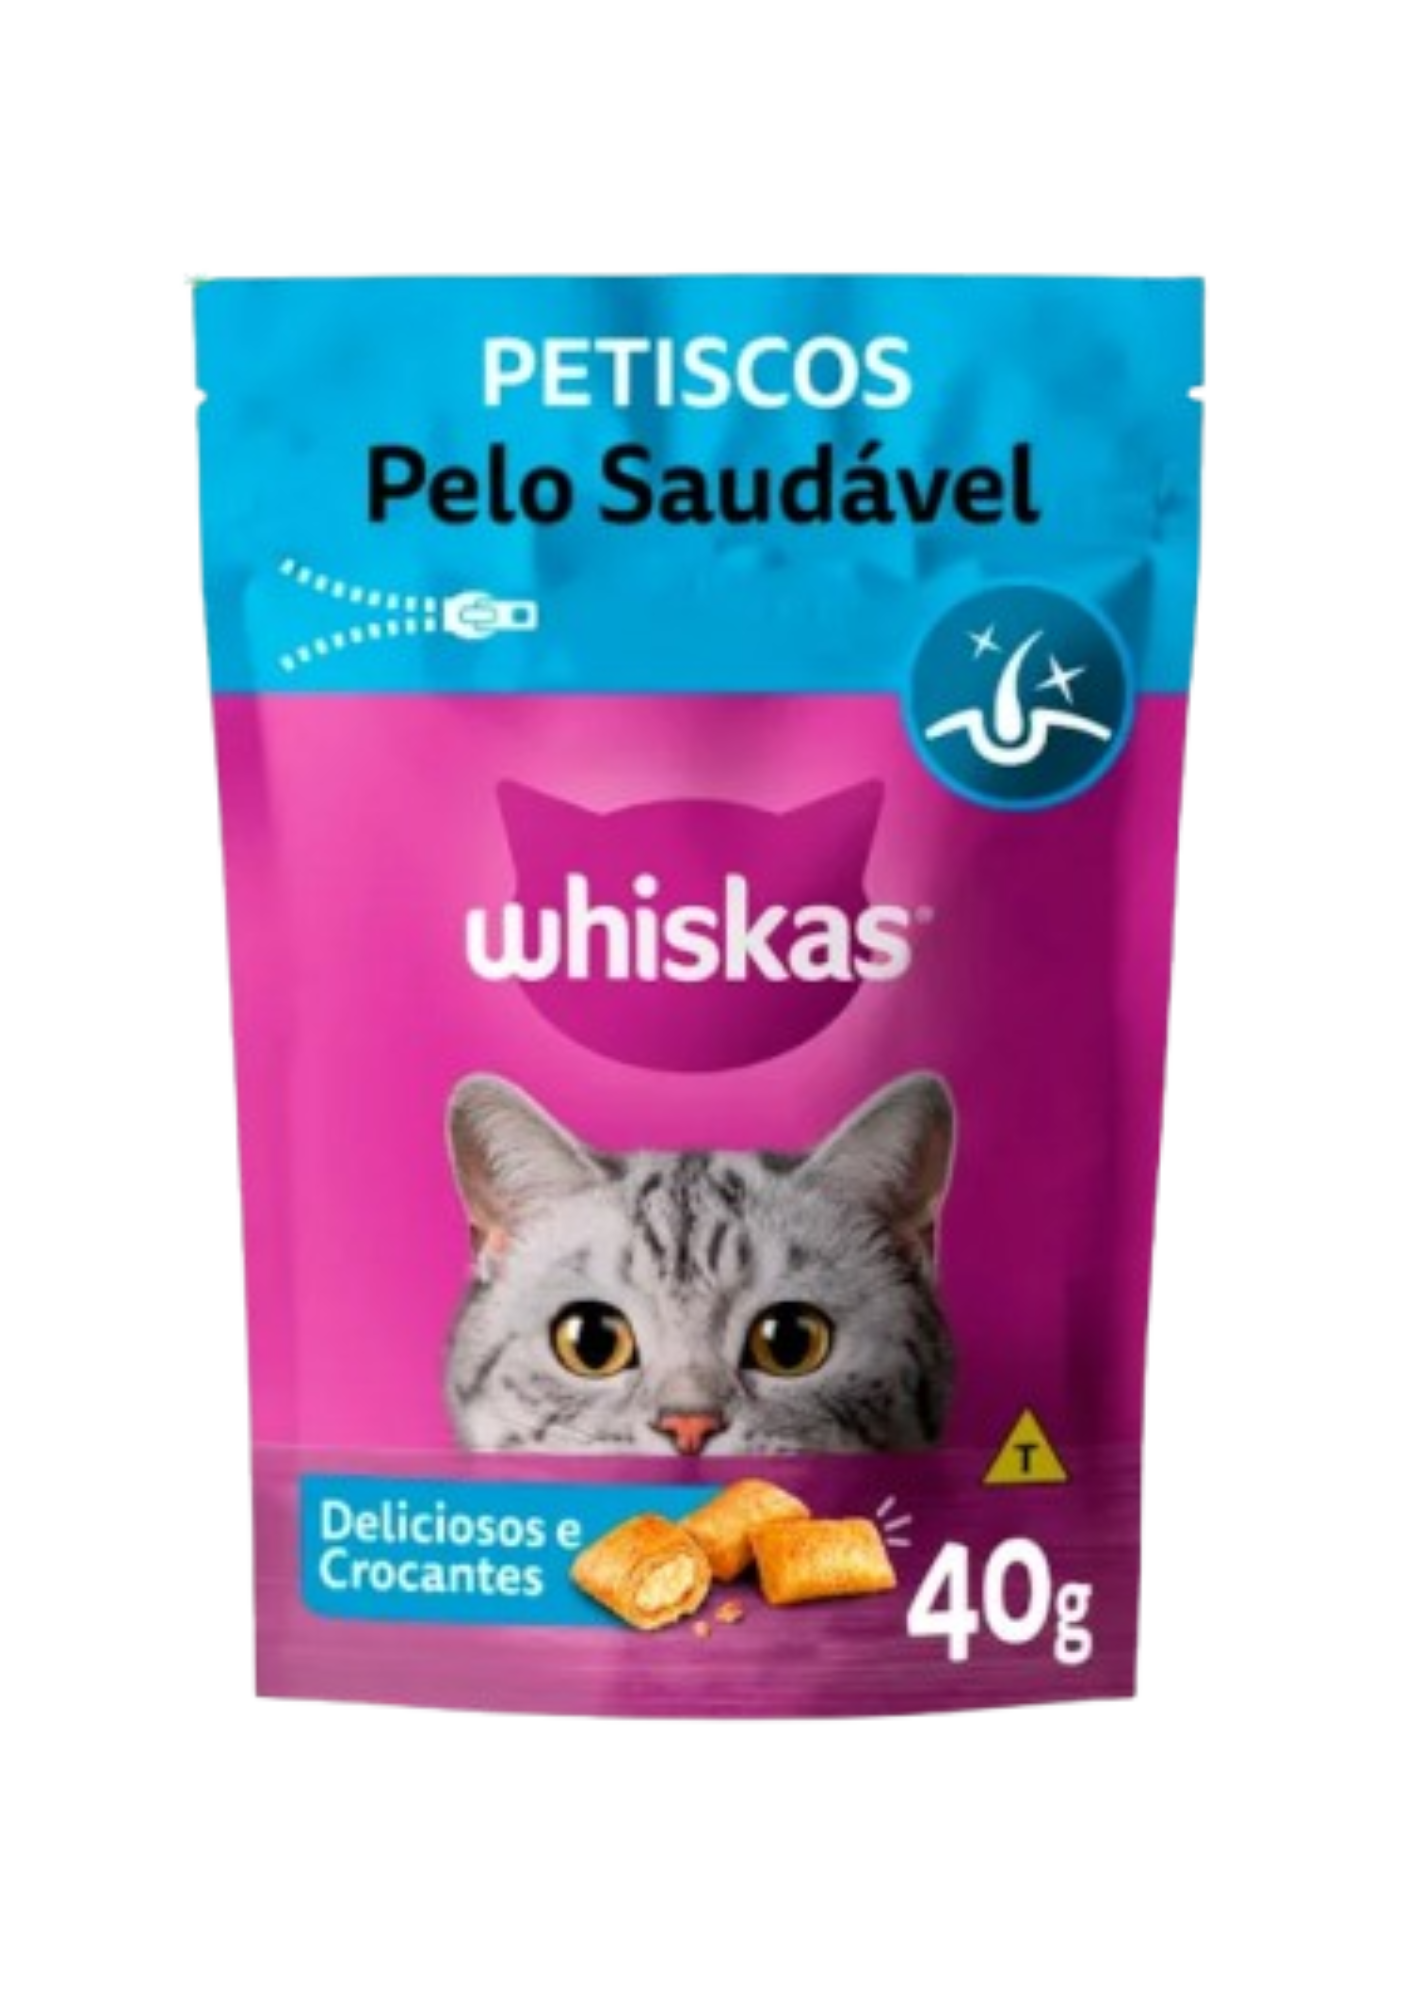 PETISCOS
Pelo Saudável
whiskas®
T
Deliciosos e
Crocantes
40g